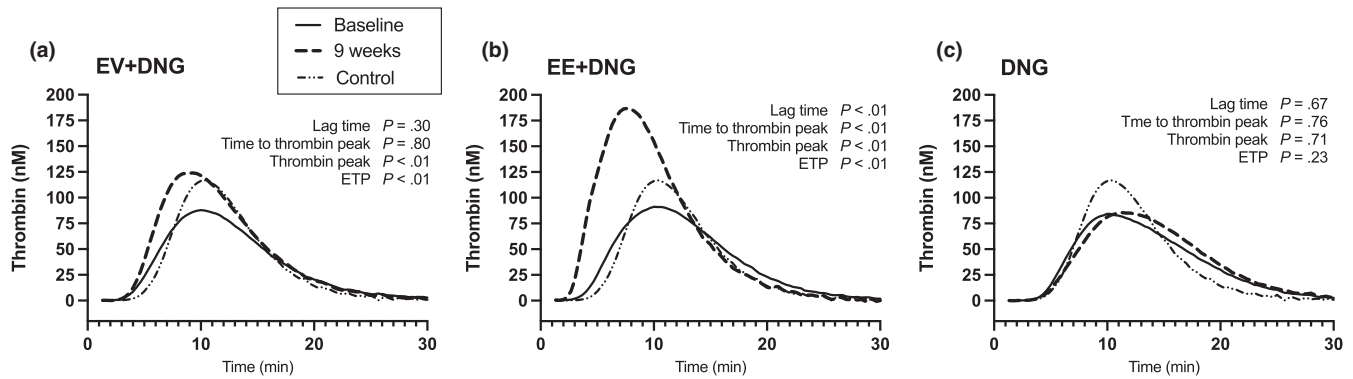 Baseline
9 weeks
Control
(a)
EV+DNG
Lag time P = .30
Time to thrombin peak P = .80
Thrombin peak P < .01
ETP P < .01
Thrombin (nM)
200
175
150
125
100
75
50
25
0
0 10 20 30
Time (min)
(b)
EE+DNG
Lag time P < .01
Time to thrombin peak P < .01
Thrombin peak P < .01
ETP P < .01
Thrombin (nM)
200
175
150
125
100
75
50
25
0
0 10 20 30
Time (min)
(c)
DNG
Lag time P = .67
Tme to thrombin peak P = .76
Thrombin peak P = .71
ETP P = .23
Thrombin (nM)
200
175
150
125
100
75
50
25
0
0 10 20 30
Time (min)